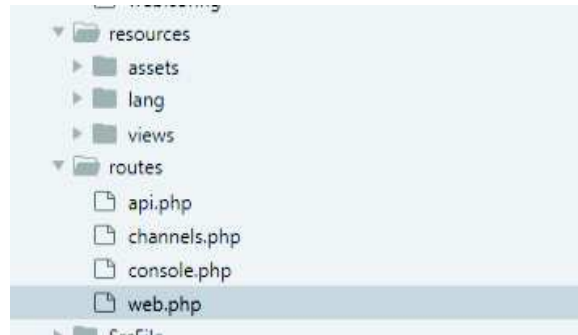 resources
assets
lang
views
routes
api.php
channels.php
console.php
web.php